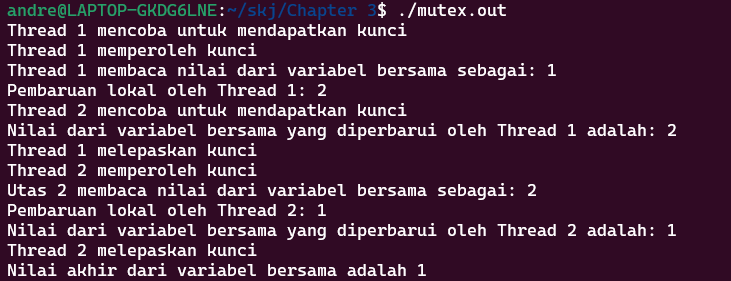 andre@LAPTOP-GKDG6LNE:~/skj/Chapter 3$ ./mutex.out
Thread 1 mencoba untuk mendapatkan kunci
Thread 1 memperoleh kunci
Thread 1 membaca nilai dari variabel bersama sebagai: 1
Pembaruan lokal oleh Thread 1: 2
Thread 2 mencoba untuk mendapatkan kunci
Nilai dari variabel bersama yang diperbarui oleh Thread 1 adalah: 2
Thread 1 melepaskan kunci
Thread 2 memperoleh kunci
Utas 2 membaca nilai dari variabel bersama sebagai: 2
Pembaruan lokal oleh Thread 2: 1
Nilai dari variabel bersama yang diperbarui oleh Thread 2 adalah: 1
Thread 2 melepaskan kunci
Nilai akhir dari variabel bersama adalah 1